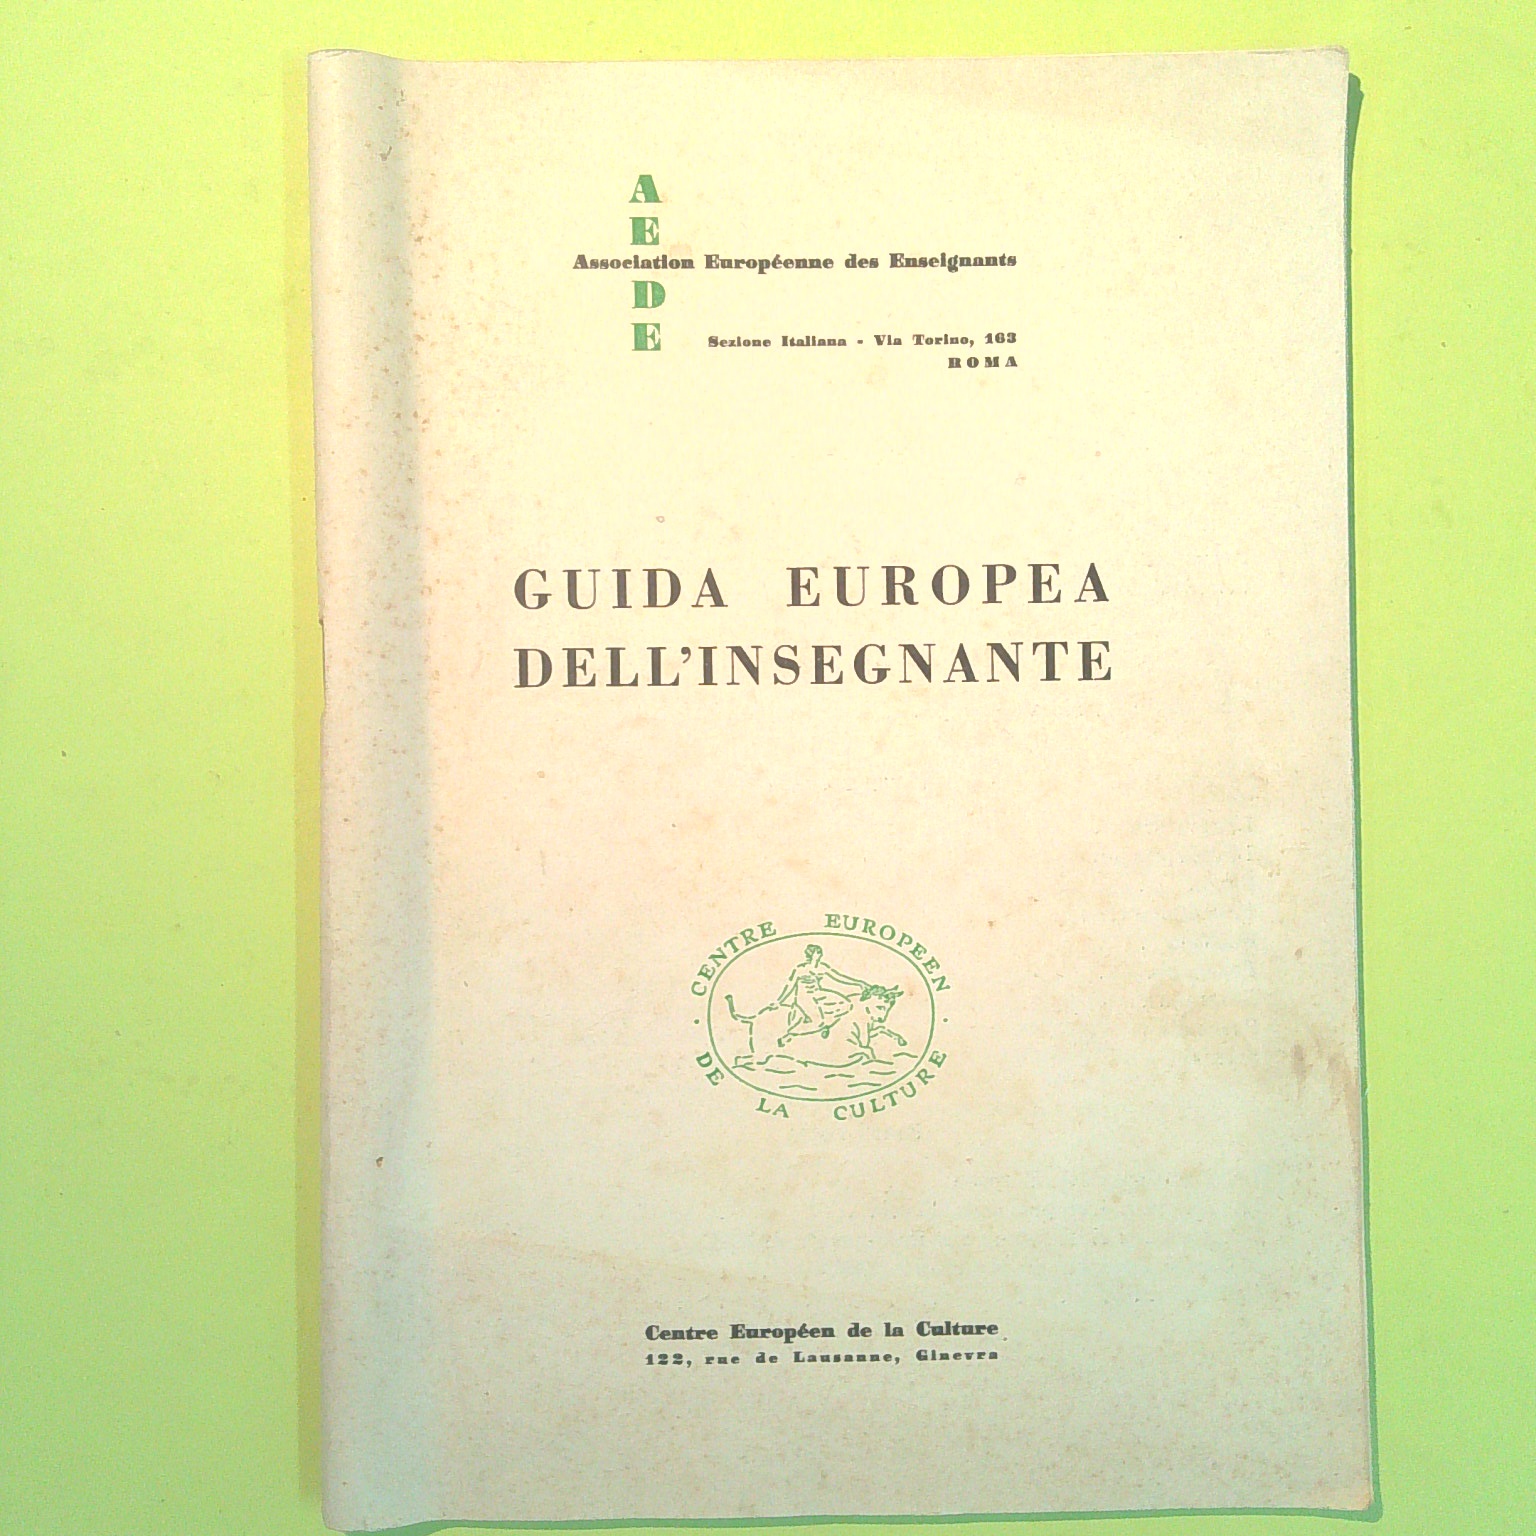 A
E
Association Européenne des Enseignants
D
E
Sezione Italiana - Via Torino, 163
ROMA
GUIDA EUROPEA
DELL'INSEGNANTE
CENTRE EUROPEEN
· DE LA CULTURE ·
Centre Européen de la Culture
122, rue de Lausanne, Ginevra